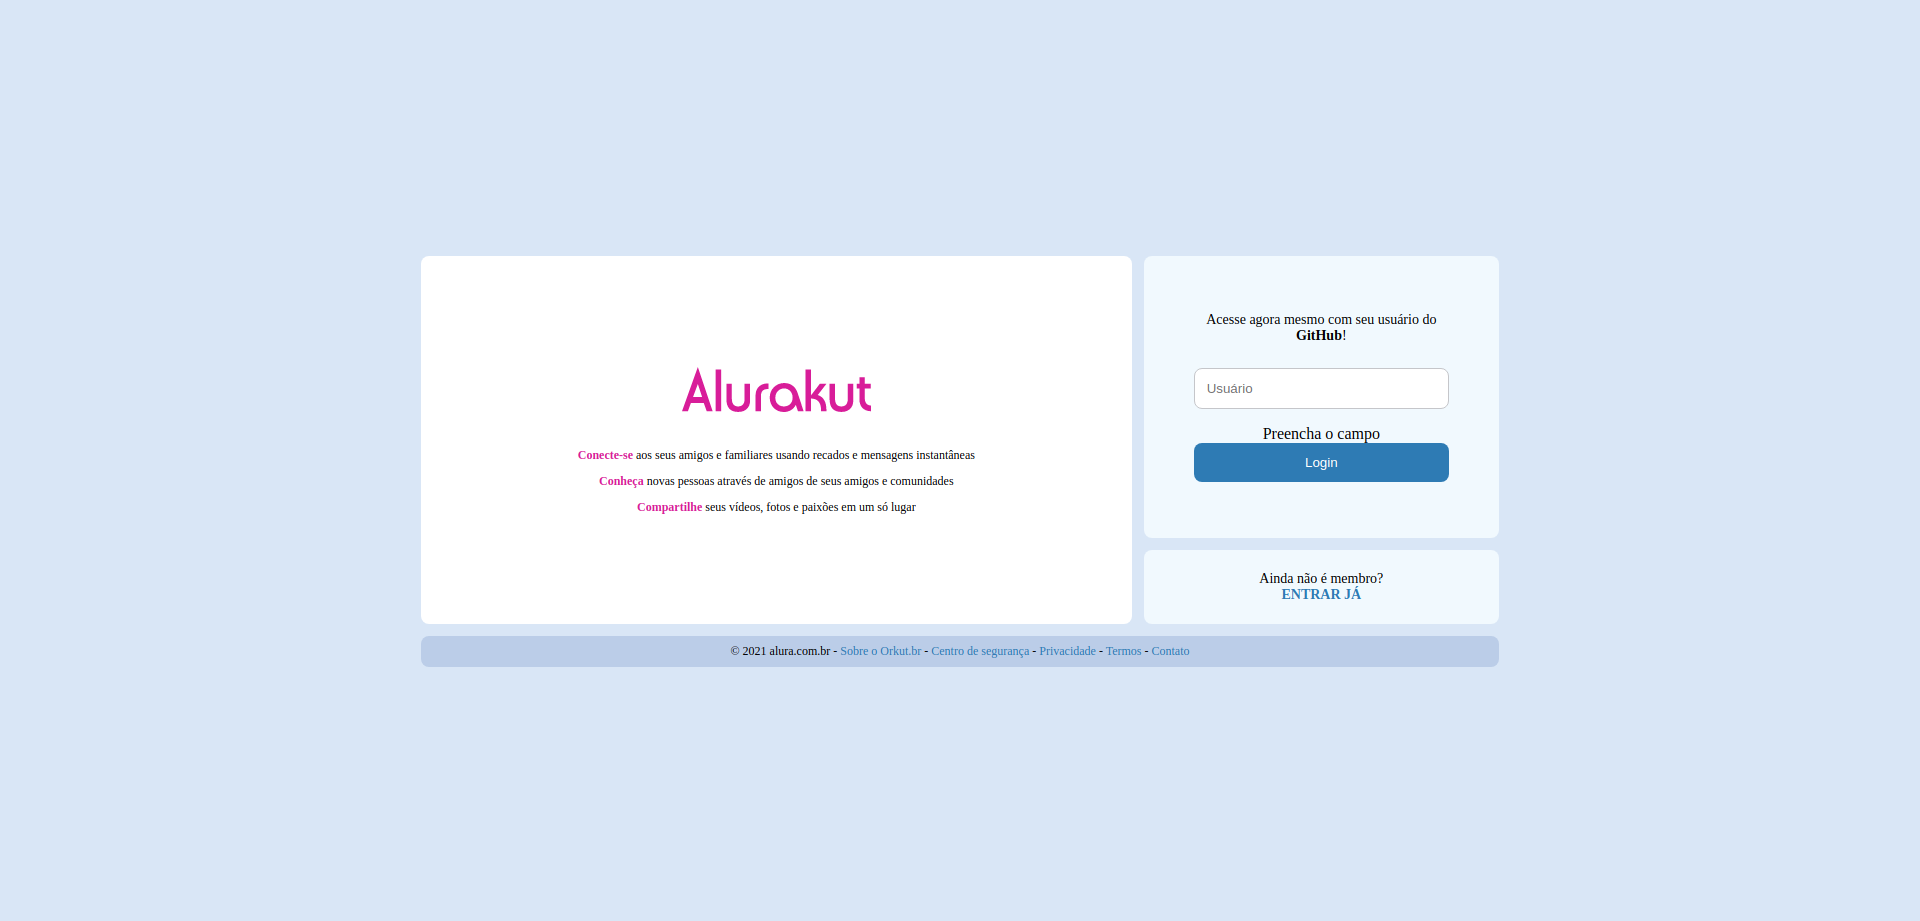 Alurakut
Conecte-se aos seus amigos e familiares usando recados e mensagens instantâneas
Conheça novas pessoas através de amigos de seus amigos e comunidades
Compartilhe seus vídeos, fotos e paixões em um só lugar
Acesse agora mesmo com seu usuário do
GitHub!
Usuário
Preencha o campo
Login
Ainda não é membro?
ENTRAR JÁ
© 2021 alura.com.br - Sobre o Orkut.br - Centro de segurança - Privacidade - Termos - Contato